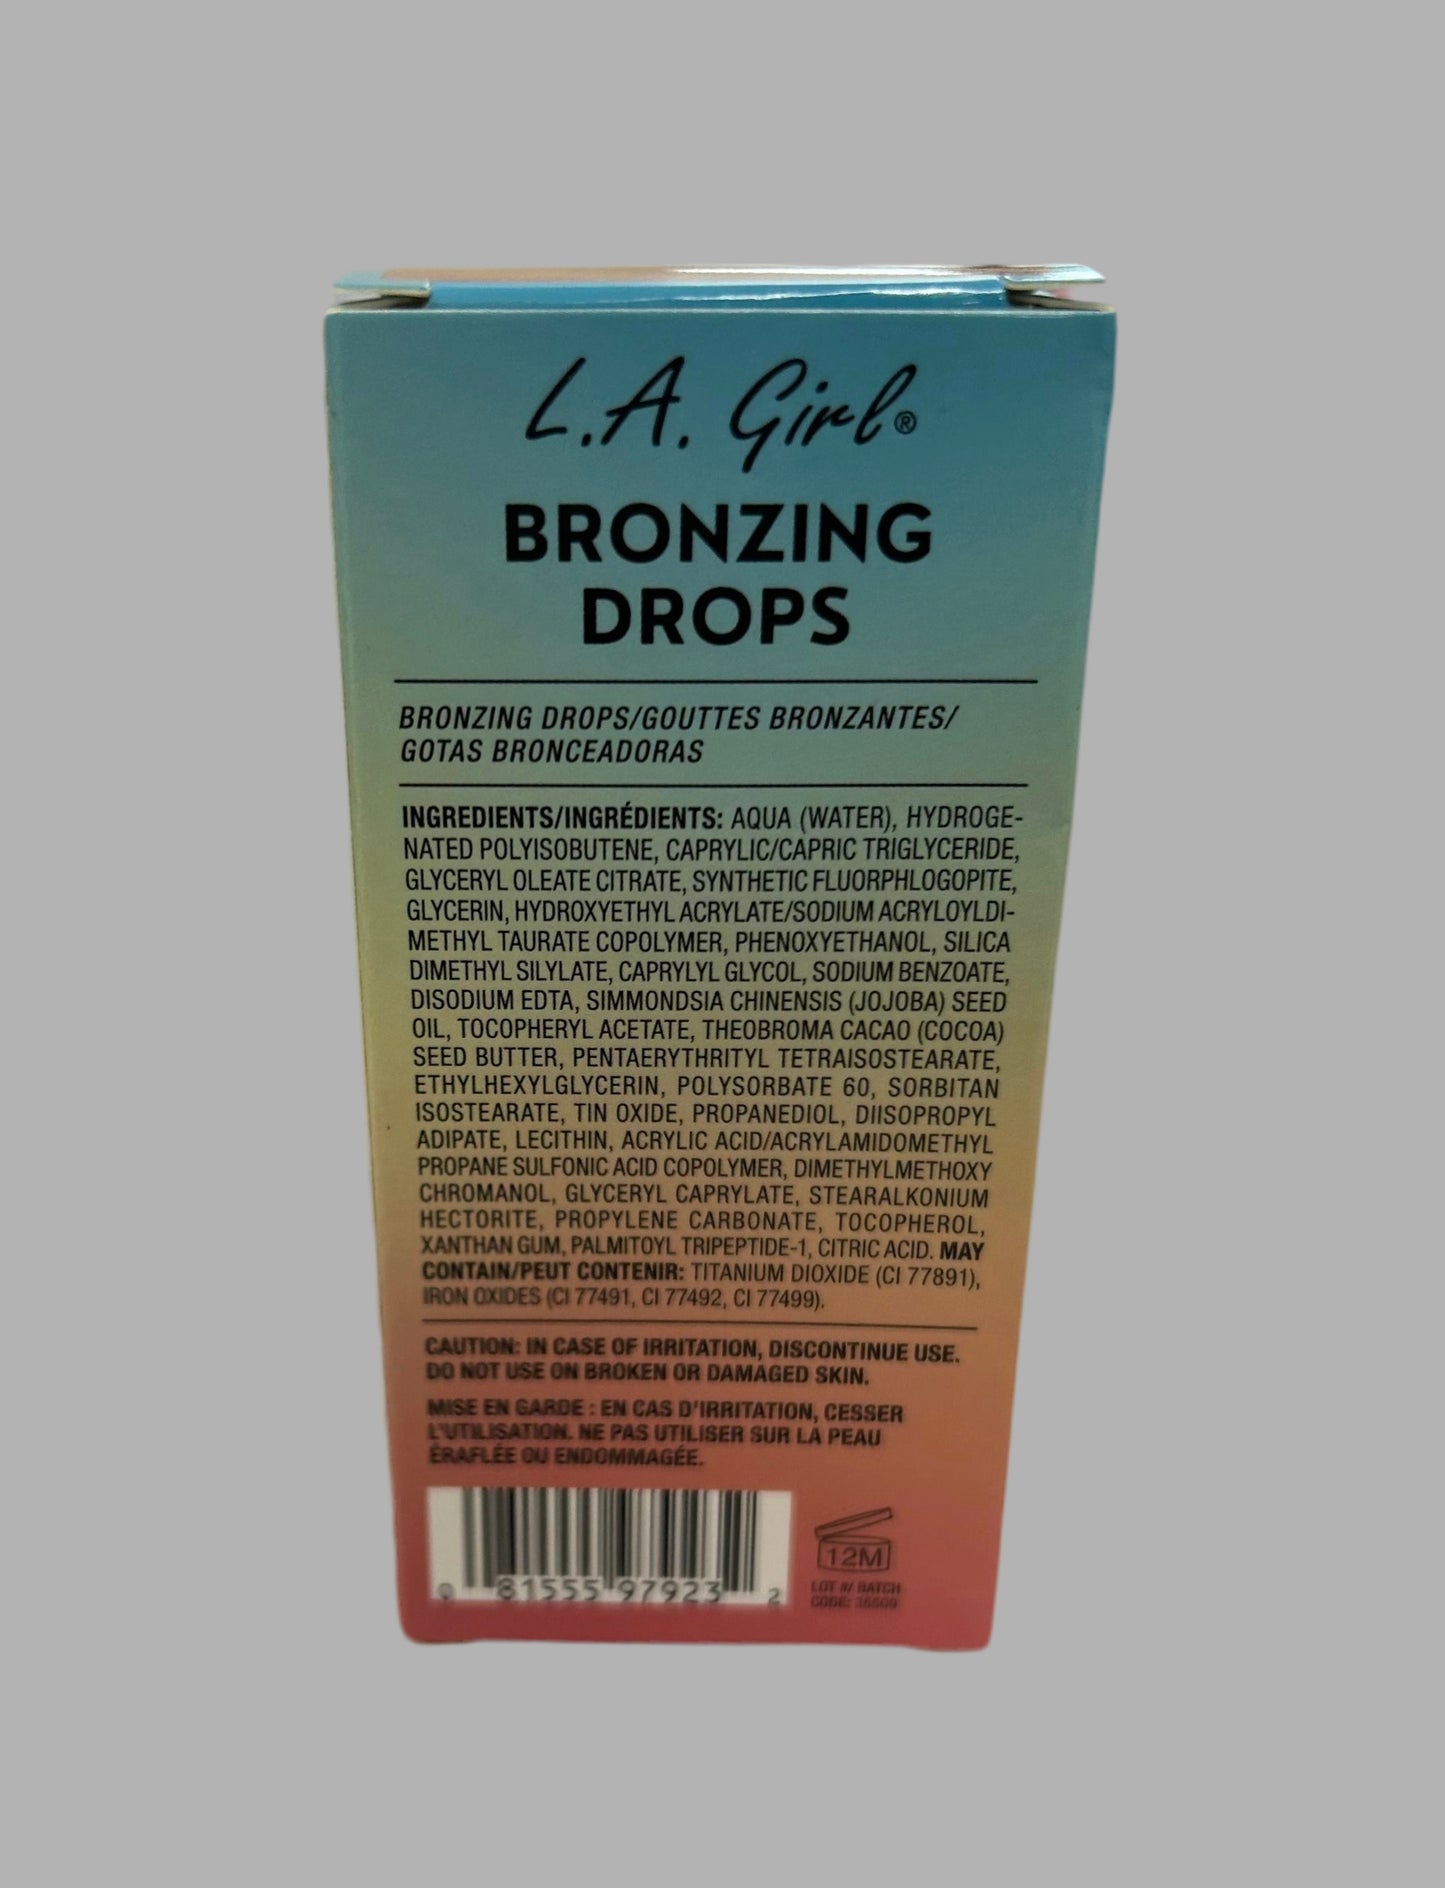 L.A. Girl®
BRONZING
DROPS
BRONZING DROPS/GOUTTES BRONZANTES/
GOTAS BRONCEADORAS
INGREDIENTS/INGRÉDIENTS: AQUA (WATER), HYDROGE-
NATED POLYISOBUTENE, CAPRYLIC/CAPRIC TRIGLYCERIDE,
GLYCERYL OLEATE CITRATE, SYNTHETIC FLUORPHLOGOPITE,
GLYCERIN, HYDROXYETHYL ACRYLATE/SODIUM ACRYLOYLDI-
METHYL TAURATE COPOLYMER, PHENOXYETHANOL, SILICA
DIMETHYL SILYLATE, CAPRYLYL GLYCOL, SODIUM BENZOATE,
DISODIUM EDTA, SIMMONDSIA CHINENSIS (JOJOBA) SEED
OIL, TOCOPHERYL ACETATE, THEOBROMA CACAO (COCOA)
SEED BUTTER, PENTAERYTHRITYL TETRAISOSTEARATE,
ETHYLHEXYLGLYCERIN, POLYSORBATE 60, SORBITAN
ISOSTEARATE, TIN OXIDE, PROPANEDIOL, DIISOPROPYL
ADIPATE, LECITHIN, ACRYLIC ACID/ACRYLAMIDOMETHYL
PROPANE SULFONIC ACID COPOLYMER, DIMETHYLMETHOXY
CHROMANOL, GLYCERYL CAPRYLATE, STEARALKONIUM
HECTORITE, PROPYLENE CARBONATE, TOCOPHEROL,
XANTHAN GUM, PALMITOYL TRIPEPTIDE-1, CITRIC ACID. MAY
CONTAIN/PEUT CONTENIR: TITANIUM DIOXIDE (CI 77891),
IRON OXIDES (CI 77491, CI 77492, CI 77499).
CAUTION: IN CASE OF IRRITATION, DISCONTINUE USE.
DO NOT USE ON BROKEN OR DAMAGED SKIN.
MISE EN GARDE : EN CAS D'IRRITATION, CESSER
L'UTILISATION. NE PAS UTILISER SUR LA PEAU
ÉRAFLÉE OU ENDOMMAGÉE.
0 81555 97923 2
12M
LOT #/ BATCH
CODE: